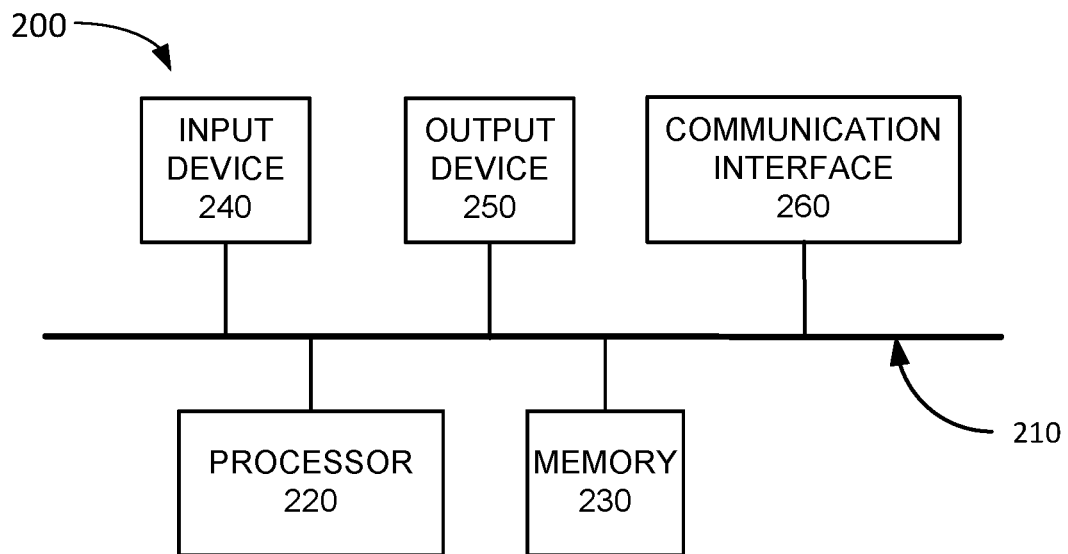 200
INPUT
DEVICE
240
OUTPUT
DEVICE
250
COMMUNICATION
INTERFACE
260
210
PROCESSOR
220
MEMORY
230